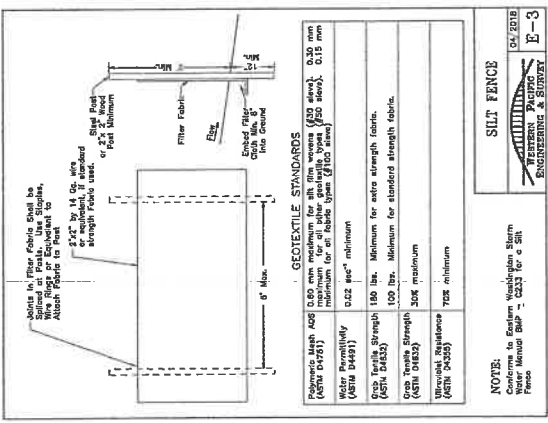 Joints in Filter Fabric Shall be
Spliced at Posts. Use Staples,
Wire Rings or Equivalent to
Attach Fabric to Post
2"x2" by 14 Ga. wire
or equivalent, if standard
strength Fabric used.
Steel Post
or 2"x 2" Wood
Post Minimum
Filter Fabric
Flow
Embed Filter
Cloth Min. 6"
into Ground
Min.
12"
Min.
6' Max.
GEOTEXTILE STANDARDS
Polymeric Mesh AOS
(ASTM D4751)
0.60 mm maximum for slit film wovens (#30 sieve). 0.30 mm
maximum for all other geotextile types (#50 sieve). 0.15 mm
minimum for all fabric types (#100 sieve)
Water Permittivity
(ASTM D4491)
0.02 sec⁻¹ minimum
Grab Tensile Strength
(ASTM D4632)
180 lbs. Minimum for extra strength fabric.
100 lbs. Minimum for standard strength fabric.
Grab Tensile Strength
(ASTM D4632)
30% maximum
Ultraviolet Resistance
(ASTM D4355)
70% minimum
NOTE:
Conforms to Eastern Washington Storm
Water Manual BMP - C233 for a Silt
Fence
SILT FENCE
WESTERN PACIFIC
ENGINEERING & SURVEY
04/2018
E-3